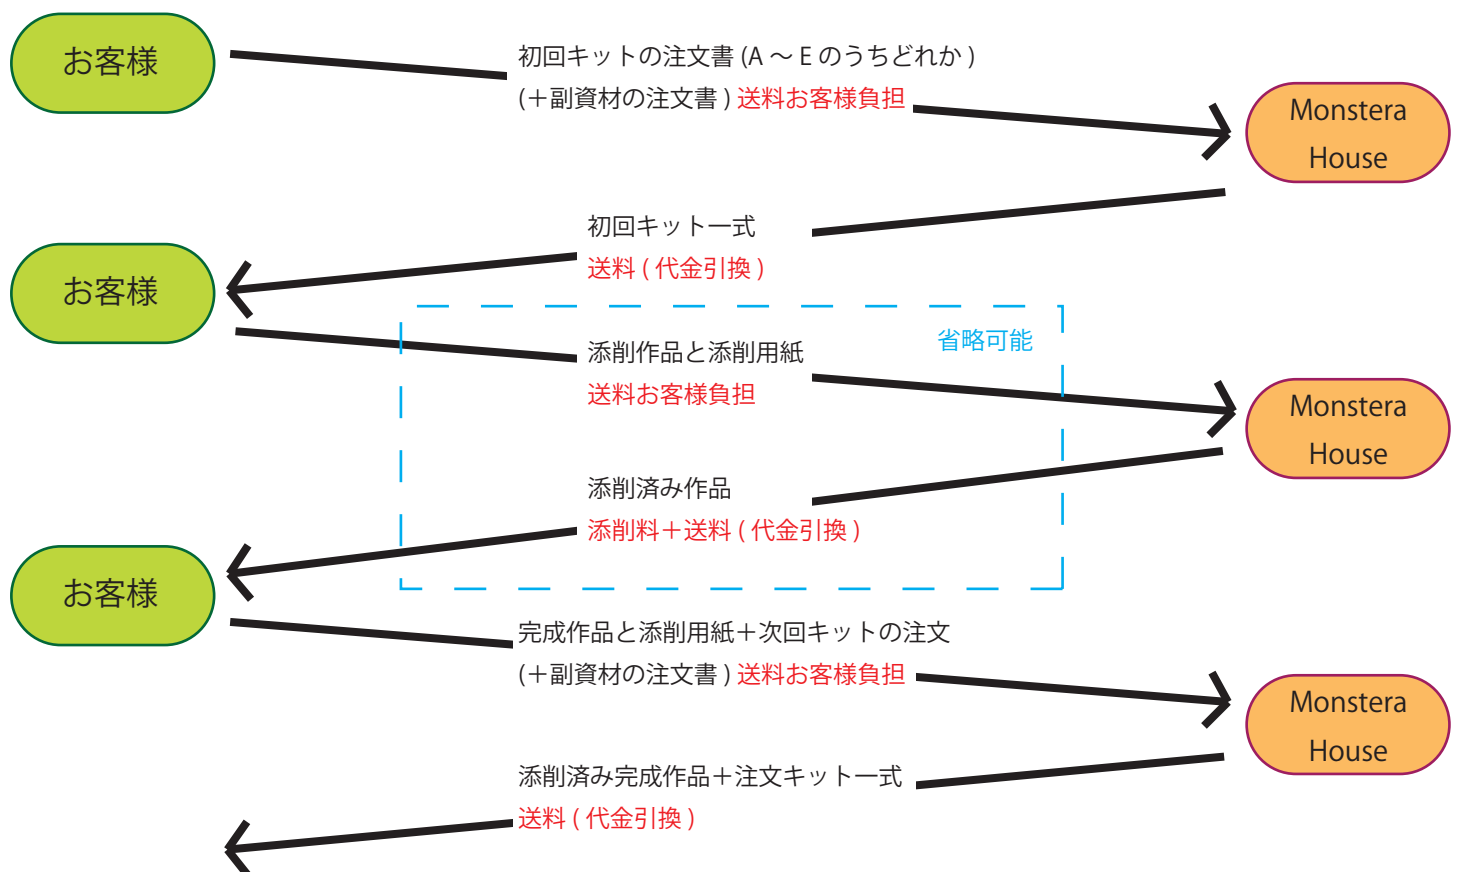 お客様
初回キットの注文書 (A ～ E のうちどれか )
(＋副資材の注文書 ) 送料お客様負担
Monstera
House
初回キット一式
送料 ( 代金引換 )
お客様
省略可能
添削作品と添削用紙
送料お客様負担
Monstera
House
添削済み作品
添削料＋送料 ( 代金引換 )
お客様
完成作品と添削用紙＋次回キットの注文
(＋副資材の注文書 ) 送料お客様負担
Monstera
House
添削済み完成作品＋注文キット一式
送料 ( 代金引換 )